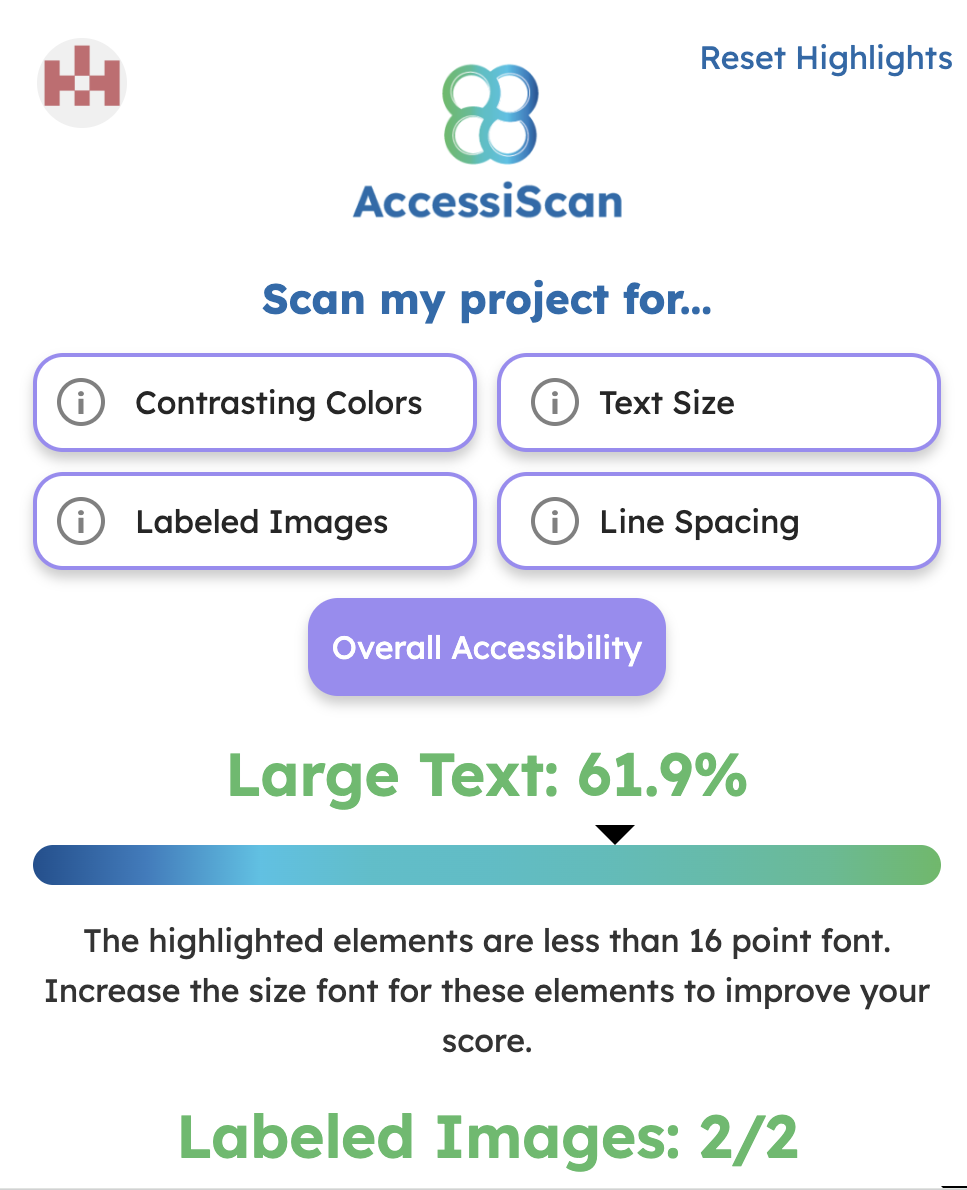 Reset Highlights
AccessiScan
Scan my project for...
Contrasting Colors
Text Size
Labeled Images
Line Spacing
Overall Accessibility
Large Text: 61.9%
The highlighted elements are less than 16 point font.
Increase the size font for these elements to improve your
score.
Labeled Images: 2/2